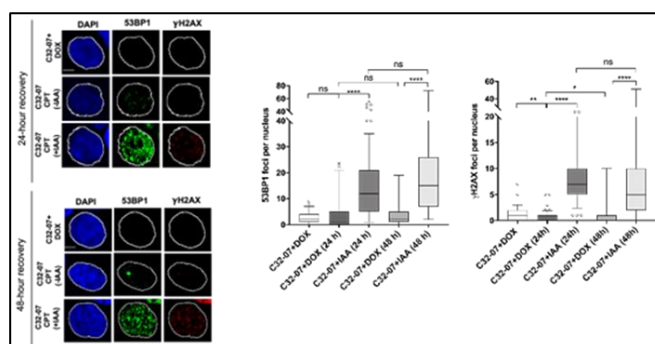 24-hour recovery
DAPI 53BP1 γH2AX
C32-07+
DOX
C32-07
CPT
(-IAA)
C32-07
CPT
(+IAA)
48-hour recovery
DAPI 53BP1 γH2AX
C32-07+
DOX
C32-07
CPT
(-IAA)
C32-07
CPT
(+IAA)
53BP1 foci per nucleus
80
60
40
20
10
0
ns
ns ****
ns ****
C32-07+DOX
C32-07+DOX (24 h)
C32-07+IAA (24 h)
C32-07+DOX (48 h)
C32-07+IAA (48 h)
γH2AX foci per nucleus
60
40
20
10
5
0
ns
****
** ****
C32-07+DOX
C32-07+DOX (24h)
C32-07+IAA (24h)
C32-07+DOX (48h)
C32-07+IAA (48h)